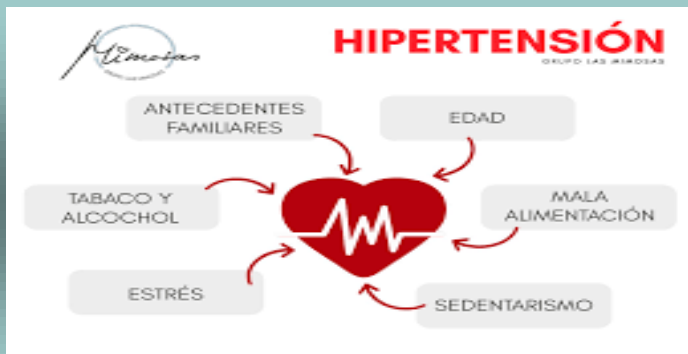 Mimosas
HIPERTENSIÓN
GRUPO LAS MIMOSAS
ANTECEDENTES
FAMILIARES
EDAD
TABACO Y
ALCOCHOL
MALA
ALIMENTACIÓN
ESTRÉS
SEDENTARISMO